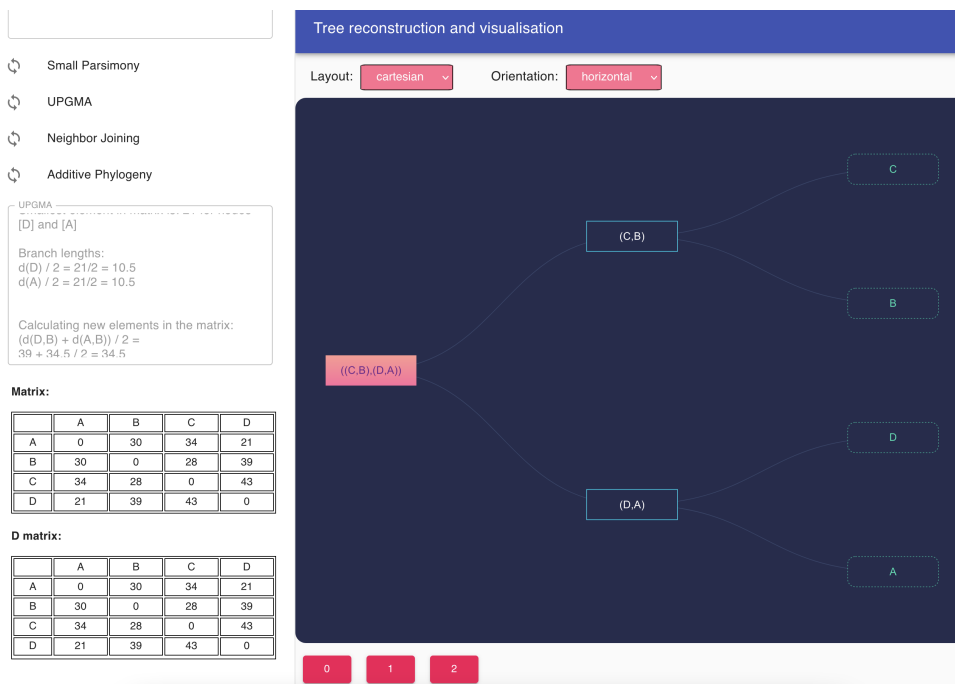 Small Parsimony
UPGMA
Neighbor Joining
Additive Phylogeny
UPGMA
[D] and [A]
Branch lengths:
d(D) / 2 = 21/2 = 10.5
d(A) / 2 = 21/2 = 10.5
Calculating new elements in the matrix:
(d(D,B) + d(A,B)) / 2 =
39 + 34.5 / 2 = 34.5
Matrix:
A B C D
A 0 30 34 21
B 30 0 28 39
C 34 28 0 43
D 21 39 43 0
D matrix:
A B C D
A 0 30 34 21
B 30 0 28 39
C 34 28 0 43
D 21 39 43 0
Tree reconstruction and visualisation
Layout: cartesian Orientation: horizontal
C
(C,B)
B
((C,B),(D,A))
D
(D,A)
A
0 1 2